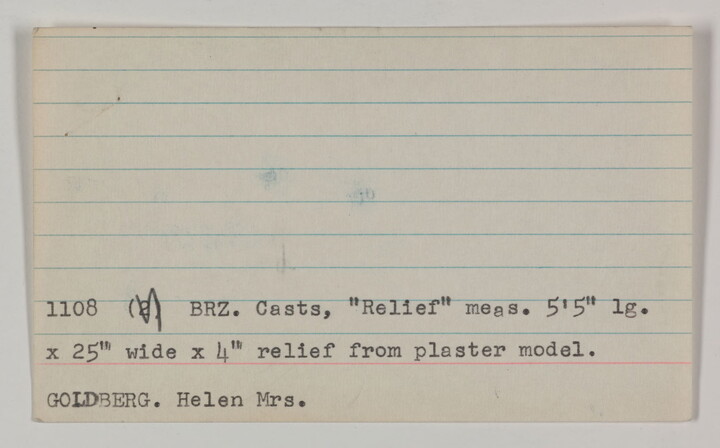 1108 BRZ. Casts, "Relief" meas. 5'5" lg.
x 25" wide x 4" relief from plaster model.
GOLDBERG. Helen Mrs.